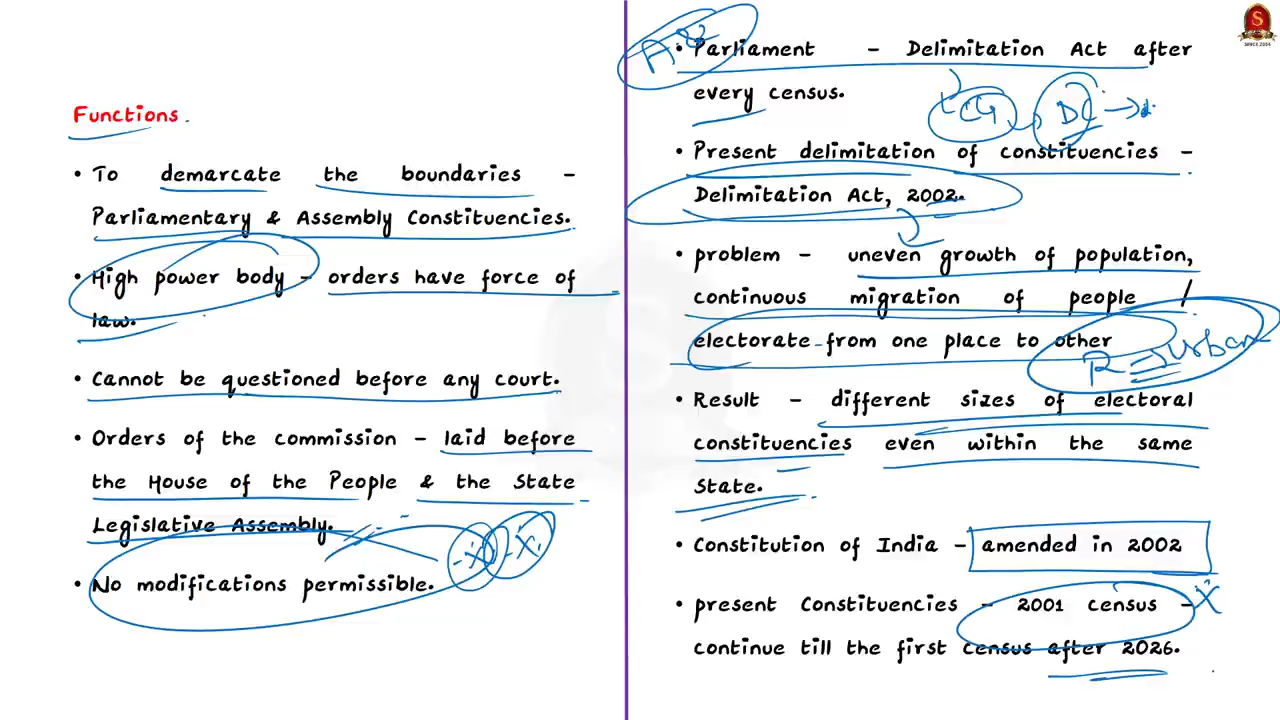 Functions.
• To demarcate the boundaries -
Parliamentary & Assembly Constituencies.
• High power body - orders have force of
law.
• Cannot be questioned before any court.
• Orders of the commission - laid before
the House of the People & the State
Legislative Assembly.
• No modifications permissible.
-X -X
A 82
• Parliament - Delimitation Act after
every census.
CG DC
• Present delimitation of constituencies -
Delimitation Act, 2002.
• problem - uneven growth of population,
continuous migration of people /
electorate from one place to other
R urban
• Result - different sizes of electoral
constituencies even within the same
State.
• Constitution of India - amended in 2002
• present Constituencies - 2001 census -
X
continue till the first census after 2026.
S
SINCE 2004